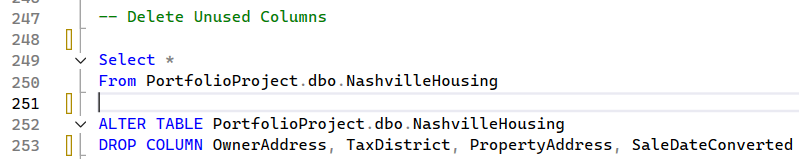 247 -- Delete Unused Columns
248
249 Select *
250 From PortfolioProject.dbo.NashvilleHousing
251
252 ALTER TABLE PortfolioProject.dbo.NashvilleHousing
253 DROP COLUMN OwnerAddress, TaxDistrict, PropertyAddress, SaleDateConverted